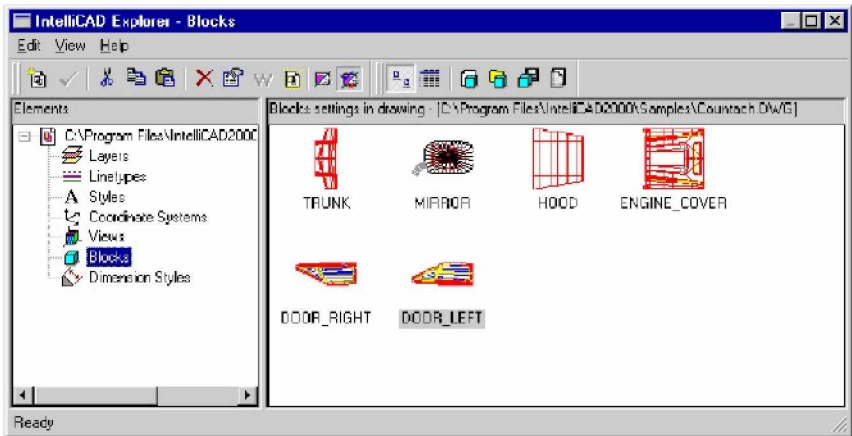 IntelliCAD Explorer - Blocks
Edit View Help
Elements
Blocks settings in drawing - [C:\Program Files\IntelliCAD2000\Samples\Countach.DWG]
C:\Program Files\IntelliCAD2000
Layers
Linetypes
A Styles
Coordinate Systems
Views
Blocks
Dimension Styles
TRUNK MIRROR HOOD ENGINE_COVER
DOOR_RIGHT DOOR_LEFT
Ready